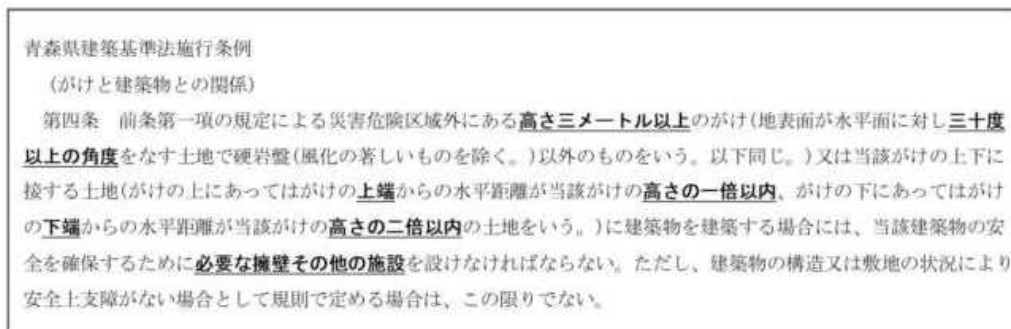 青森県建築基準法施行条例
(がけと建築物との関係)
第四条　前条第一項の規定による災害危険区域外にある高さ三メートル以上のがけ(地表面が水平面に対し三十度
以上の角度をなす土地で硬岩盤(風化の著しいものを除く。)以外のものをいう。以下同じ。)又は当該がけの上下に
接する土地(がけの上にあってはがけの上端からの水平距離が当該がけの高さの一倍以内、がけの下にあってはがけ
の下端からの水平距離が当該がけの高さの二倍以内の土地をいう。)に建築物を建築する場合には、当該建築物の安
全を確保するために必要な擁壁その他の施設を設けなければならない。ただし、建築物の構造又は敷地の状況により
安全上支障がない場合として規則で定める場合は、この限りでない。